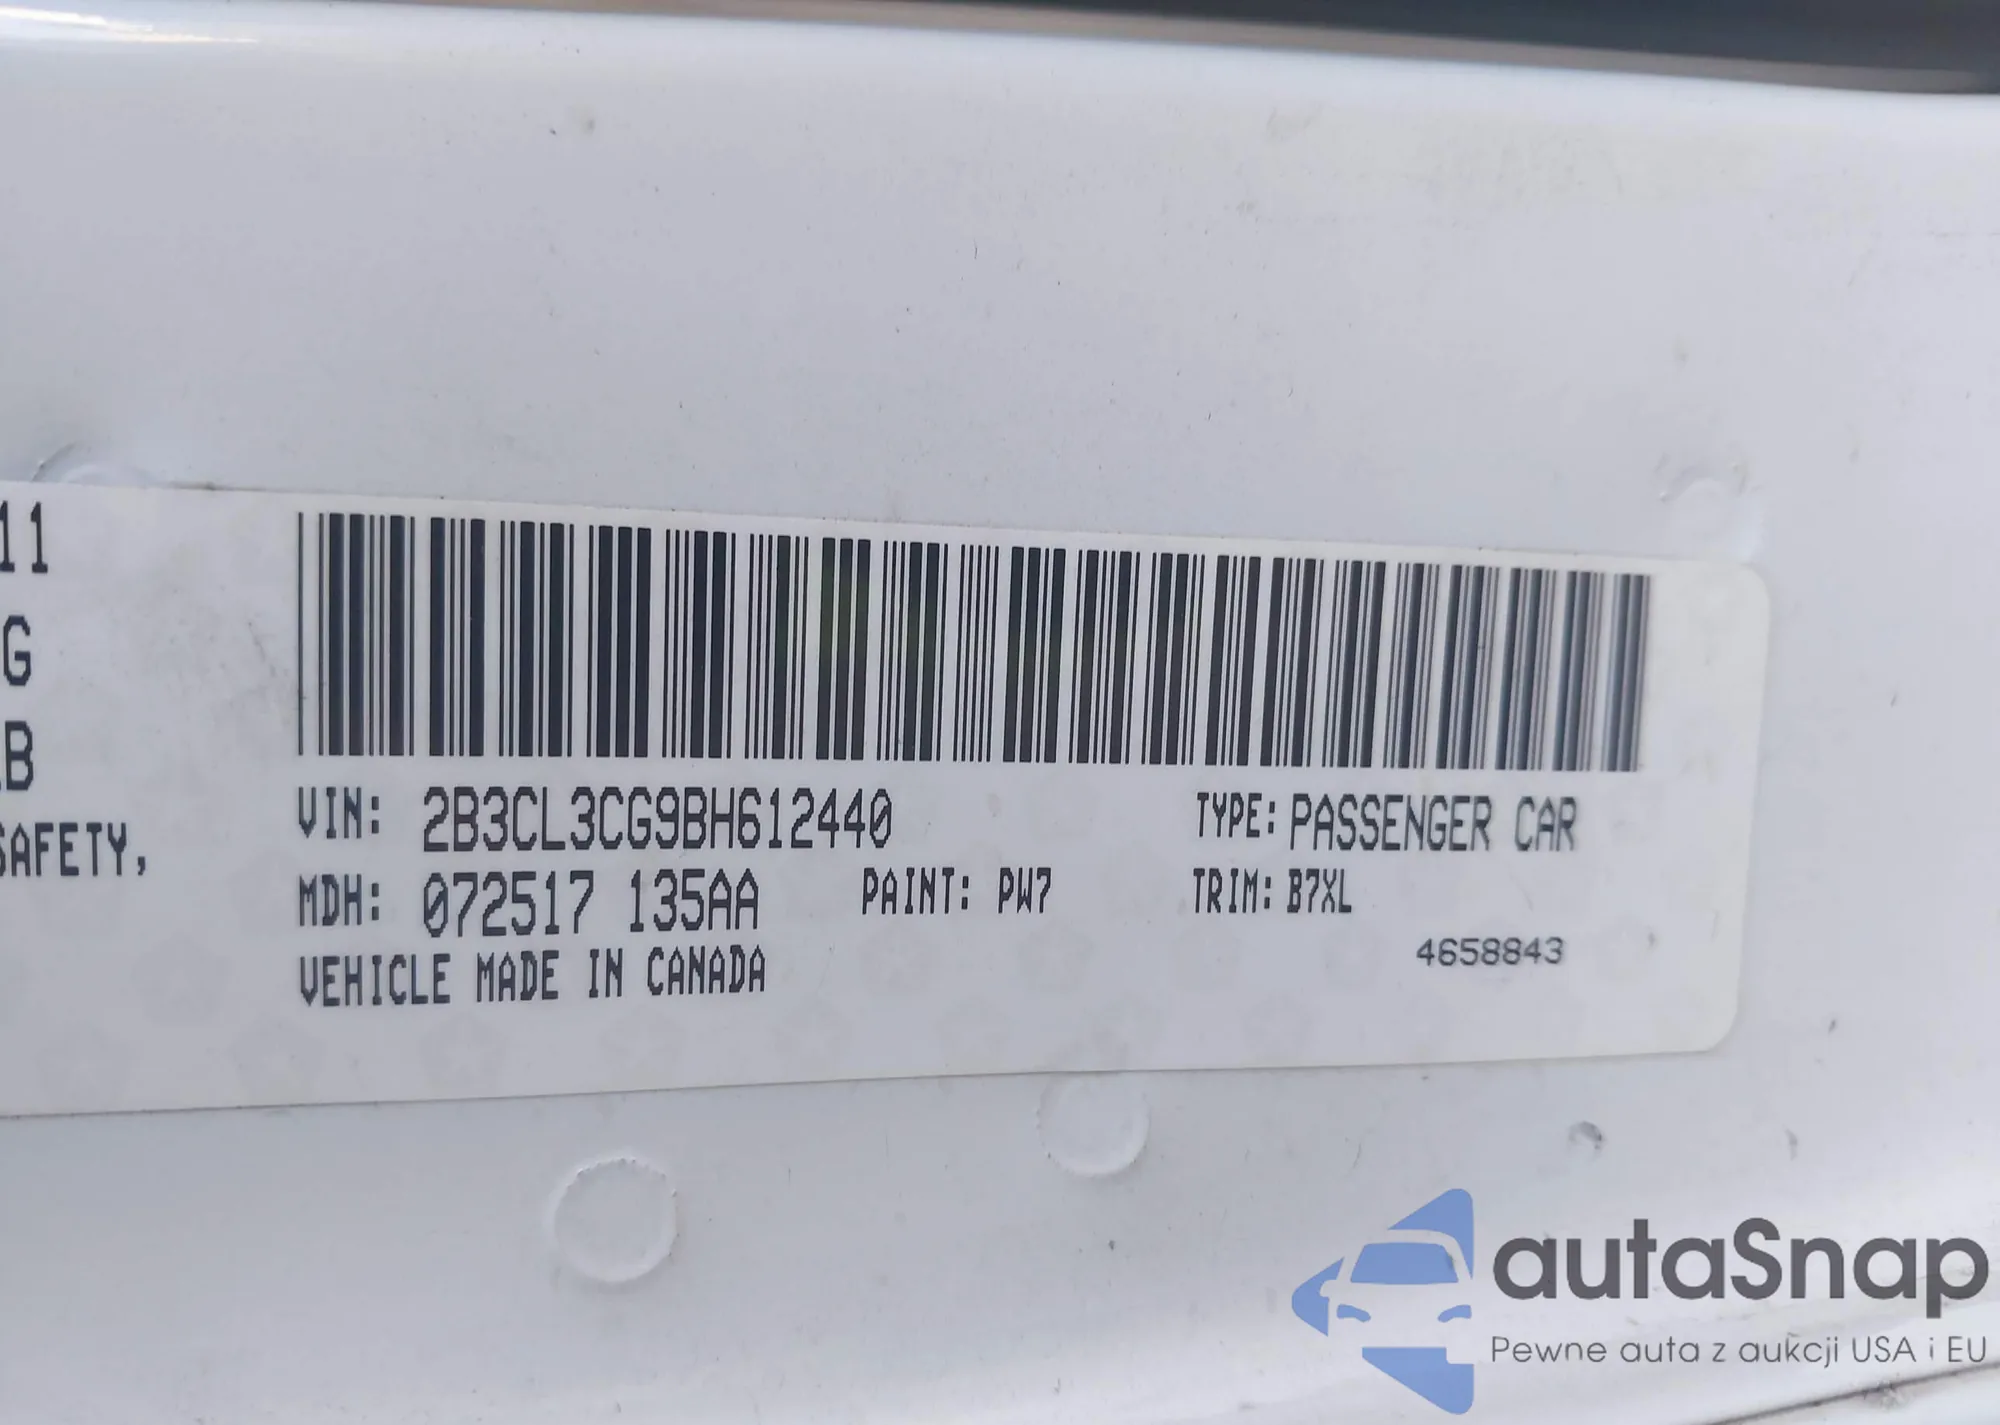 11
G
B
SAFETY,
VIN: 2B3CL3CG9BH612440
TYPE: PASSENGER CAR
MDH: 072517 135AA
PAINT: PW7
TRIM: B7XL
VEHICLE MADE IN CANADA
4658843
autaSnap
Pewne auta z aukcji USA i EU